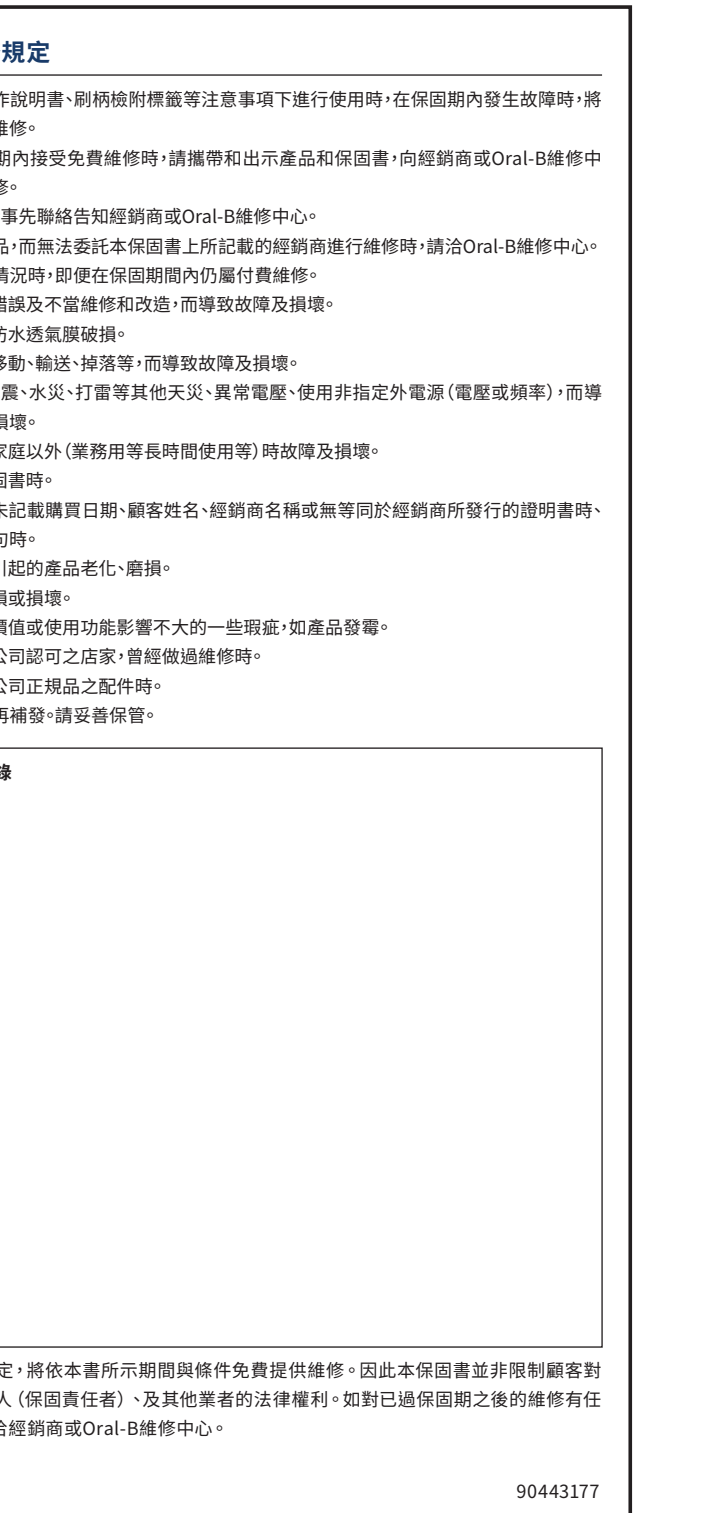 規定
作說明書、刷柄檢附標籤等注意事項下進行使用時,在保固期內發生故障時,將
維修。
期內接受免費維修時,請攜帶和出示產品和保固書,向經銷商或Oral-B維修中
修。
事先聯絡告知經銷商或Oral-B維修中心。
品,而無法委託本保固書上所記載的經銷商進行維修時,請洽Oral-B維修中心。
情況時,即便在保固期間內仍屬付費維修。
錯誤及不當維修和改造,而導致故障及損壞。
防水透氣膜破損。
移動、輸送、掉落等,而導致故障及損壞。
震、水災、打雷等其他天災、異常電壓、使用非指定外電源(電壓或頻率),而導
損壞。
家庭以外(業務用等長時間使用等)時故障及損壞。
固書時。
未記載購買日期、顧客姓名、經銷商名稱或無等同於經銷商所發行的證明書時、
句時。
引起的產品老化、磨損。
損或損壞。
價值或使用功能影響不大的一些瑕疵,如產品發霉。
公司認可之店家,曾經做過維修時。
公司正規品之配件時。
再補發。請妥善保管。
錄
定,將依本書所示期間與條件免費提供維修。因此本保固書並非限制顧客對
人(保固責任者)、及其他業者的法律權利。如對已過保固期之後的維修有任
洽經銷商或Oral-B維修中心。
90443177